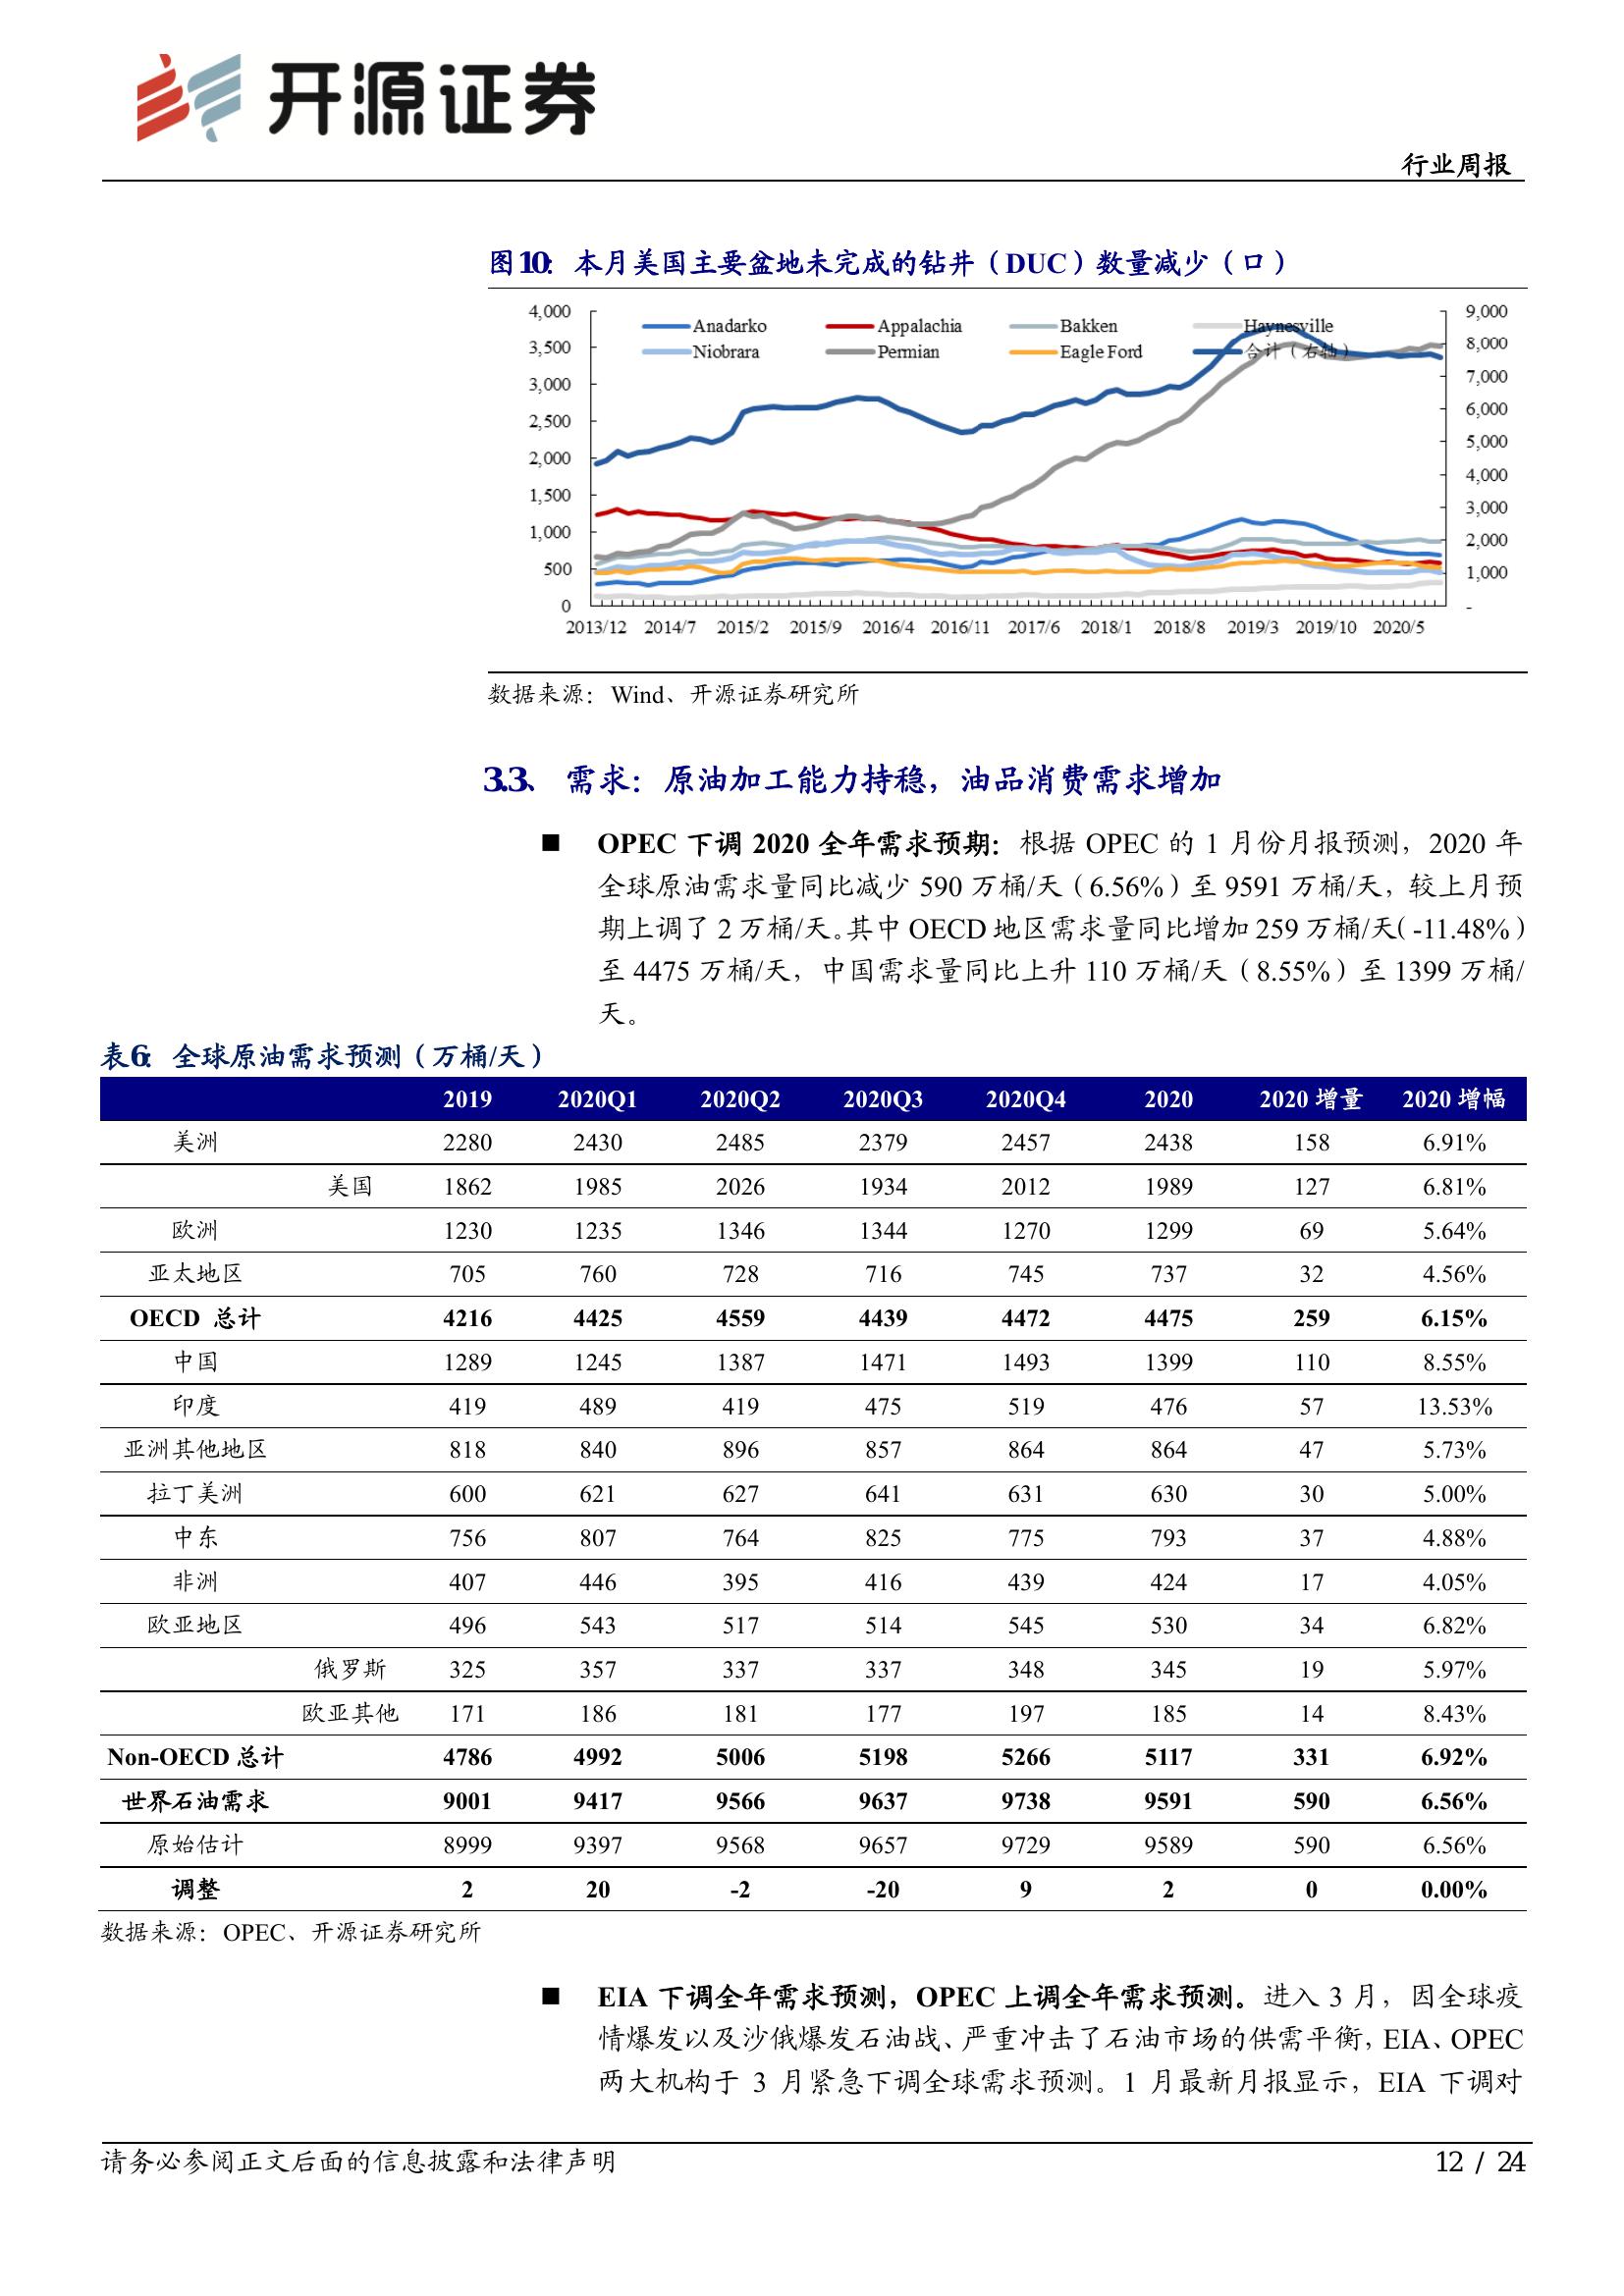 开源证券
行业周报
图10：本月美国主要盆地未完成的钻井（DUC）数量减少（口）
4,000 3,500 3,000 2,500 2,000 1,500 1,000 500 0
Anadarko Appalachia Bakken Haynesville
Niobrara Permian Eagle Ford 合计（右轴）
9,000 8,000 7,000 6,000 5,000 4,000 3,000 2,000 1,000 -
2013/12 2014/7 2015/2 2015/9 2016/4 2016/11 2017/6 2018/1 2018/8 2019/3 2019/10 2020/5
数据来源：Wind、开源证券研究所
3.3、 需求：原油加工能力持稳，油品消费需求增加
■ OPEC 下调 2020 全年需求预期：根据 OPEC 的 1 月份月报预测，2020 年
全球原油需求量同比减少 590 万桶/天（6.56%）至 9591 万桶/天，较上月预
期上调了 2 万桶/天。其中 OECD 地区需求量同比增加 259 万桶/天（-11.48%）
至 4475 万桶/天，中国需求量同比上升 110 万桶/天（8.55%）至 1399 万桶/
天。
表6：全球原油需求预测（万桶/天）
2019 2020Q1 2020Q2 2020Q3 2020Q4 2020 2020 增量 2020 增幅
美洲 2280 2430 2485 2379 2457 2438 158 6.91%
美国 1862 1985 2026 1934 2012 1989 127 6.81%
欧洲 1230 1235 1346 1344 1270 1299 69 5.64%
亚太地区 705 760 728 716 745 737 32 4.56%
OECD 总计 4216 4425 4559 4439 4472 4475 259 6.15%
中国 1289 1245 1387 1471 1493 1399 110 8.55%
印度 419 489 419 475 519 476 57 13.53%
亚洲其他地区 818 840 896 857 864 864 47 5.73%
拉丁美洲 600 621 627 641 631 630 30 5.00%
中东 756 807 764 825 775 793 37 4.88%
非洲 407 446 395 416 439 424 17 4.05%
欧亚地区 496 543 517 514 545 530 34 6.82%
俄罗斯 325 357 337 337 348 345 19 5.97%
欧亚其他 171 186 181 177 197 185 14 8.43%
Non-OECD 总计 4786 4992 5006 5198 5266 5117 331 6.92%
世界石油需求 9001 9417 9566 9637 9738 9591 590 6.56%
原始估计 8999 9397 9568 9657 9729 9589 590 6.56%
调整 2 20 -2 -20 9 2 0 0.00%
数据来源：OPEC、开源证券研究所
■ EIA 下调全年需求预测，OPEC 上调全年需求预测。进入 3 月，因全球疫
情爆发以及沙俄爆发石油战、严重冲击了石油市场的供需平衡，EIA、OPEC
两大机构于 3 月紧急下调全球需求预测。1 月最新月报显示，EIA 下调对
请务必参阅正文后面的信息披露和法律声明 12 / 24